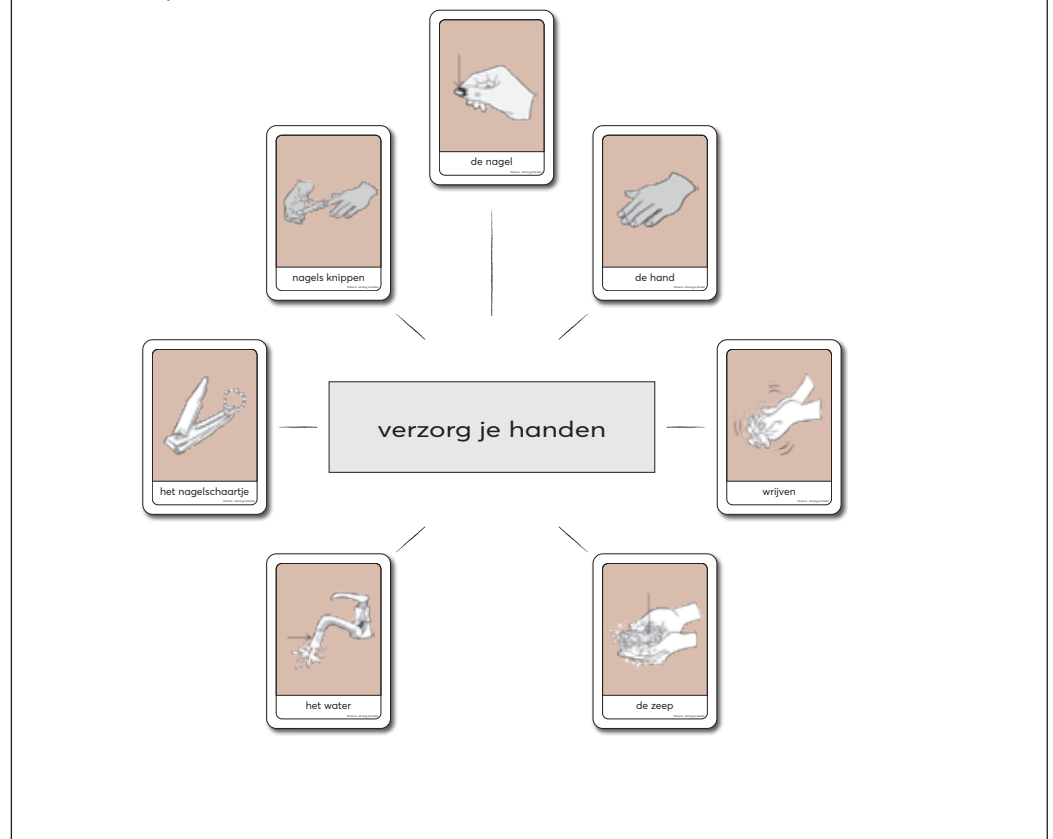 de nagel
nagels knippen
de hand
verzorg je handen
het nagelschaartje
wrijven
het water
de zeep